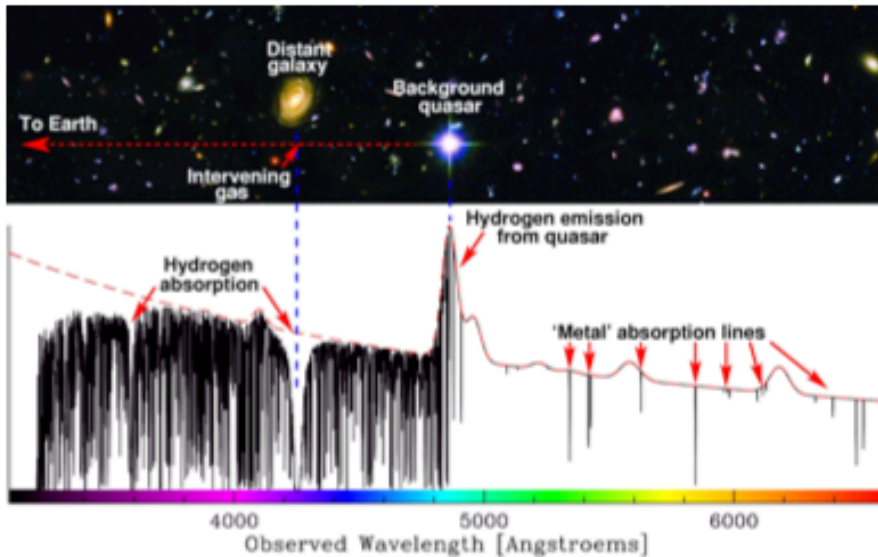 Distant
galaxy
Background
quasar
To Earth
Intervening
gas
Hydrogen emission
from quasar
Hydrogen
absorption
'Metal' absorption lines
4000
5000
6000
Observed Wavelength [Angstroems]